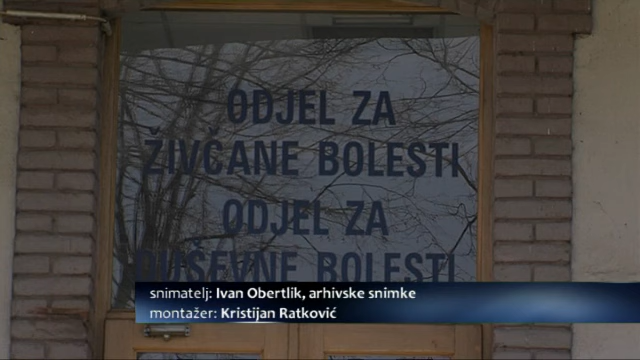 ODJEL ZA
ŽIVČANE BOLESTI
ODJEL ZA
DUŠEVNE BOLESTI
snimatelj: Ivan Obertlik, arhivske snimke
montažer: Kristijan Ratković